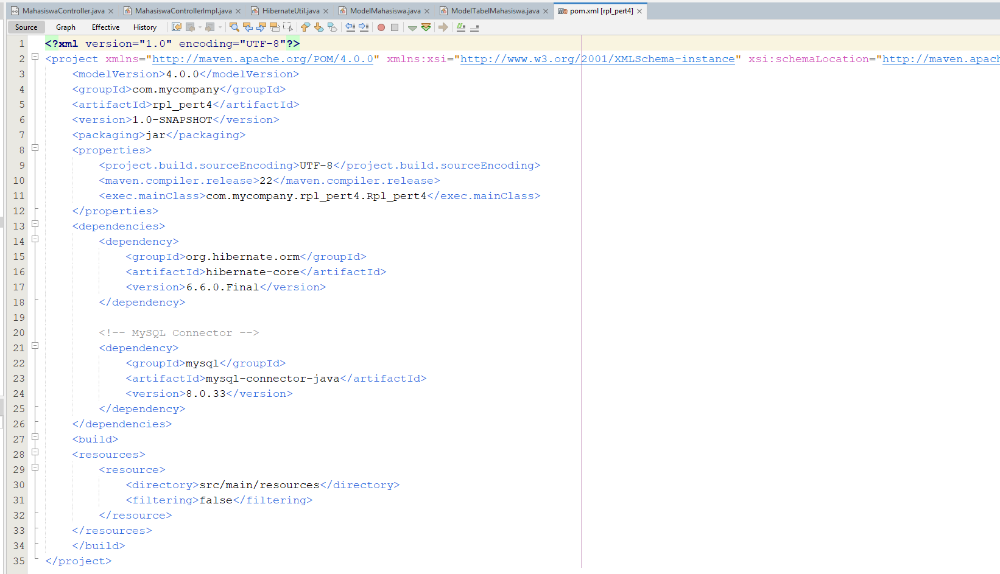 MahasiswaController.java MahasiswaControllerImpl.java HibernateUtil.java ModelMahasiswa.java ModelTabelMahasiswa.java pom.xml [rpl_pert4]
Source Graph Effective History
1 <?xml version="1.0" encoding="UTF-8"?>
2 <project xmlns="http://maven.apache.org/POM/4.0.0" xmlns:xsi="http://www.w3.org/2001/XMLSchema-instance" xsi:schemaLocation="http://maven.apach
3 <modelVersion>4.0.0</modelVersion>
4 <groupId>com.mycompany</groupId>
5 <artifactId>rpl_pert4</artifactId>
6 <version>1.0-SNAPSHOT</version>
7 <packaging>jar</packaging>
8 <properties>
9 <project.build.sourceEncoding>UTF-8</project.build.sourceEncoding>
10 <maven.compiler.release>22</maven.compiler.release>
11 <exec.mainClass>com.mycompany.rpl_pert4.Rpl_pert4</exec.mainClass>
12 </properties>
13 <dependencies>
14 <dependency>
15 <groupId>org.hibernate.orm</groupId>
16 <artifactId>hibernate-core</artifactId>
17 <version>6.6.0.Final</version>
18 </dependency>
19
20 <!-- MySQL Connector -->
21 <dependency>
22 <groupId>mysql</groupId>
23 <artifactId>mysql-connector-java</artifactId>
24 <version>8.0.33</version>
25 </dependency>
26 </dependencies>
27 <build>
28 <resources>
29 <resource>
30 <directory>src/main/resources</directory>
31 <filtering>false</filtering>
32 </resource>
33 </resources>
34 </build>
35 </project>